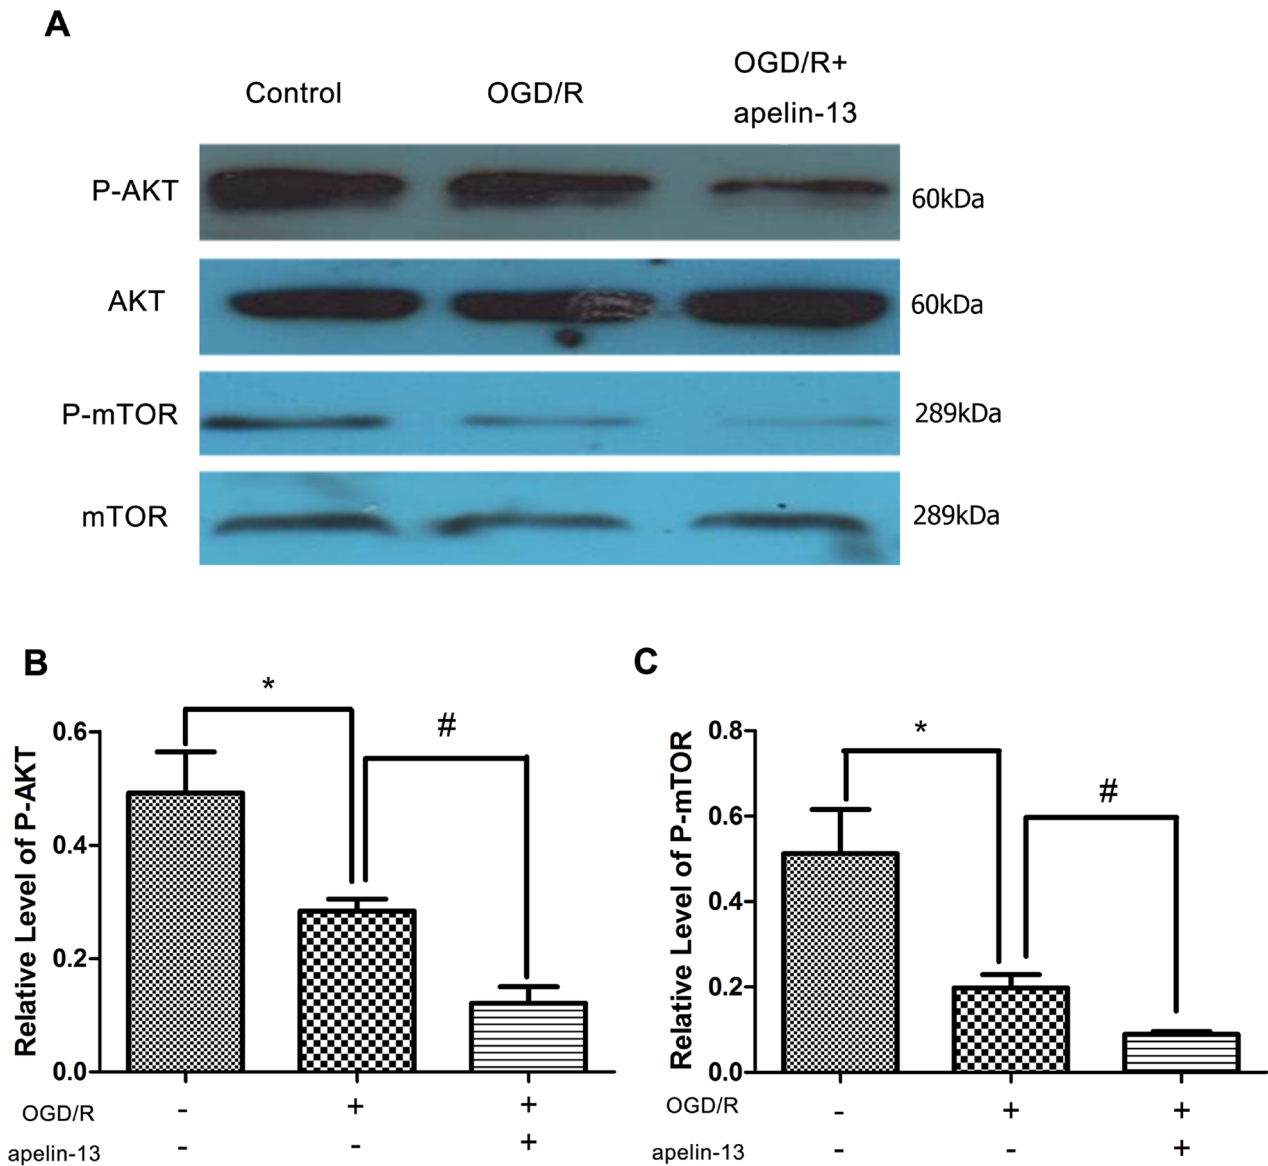 A
Control
OGD/R
OGD/R+
apelin-13
P-AKT
60kDa
AKT
60kDa
P-mTOR
289kDa
mTOR
289kDa
B
*
#
Relative Level of P-AKT
0.6
0.4
0.2
0.0
OGD/R - + +
apelin-13 - - +
C
*
#
Relative Level of P-mTOR
0.8
0.6
0.4
0.2
0.0
OGD/R - + +
apelin-13 - - +